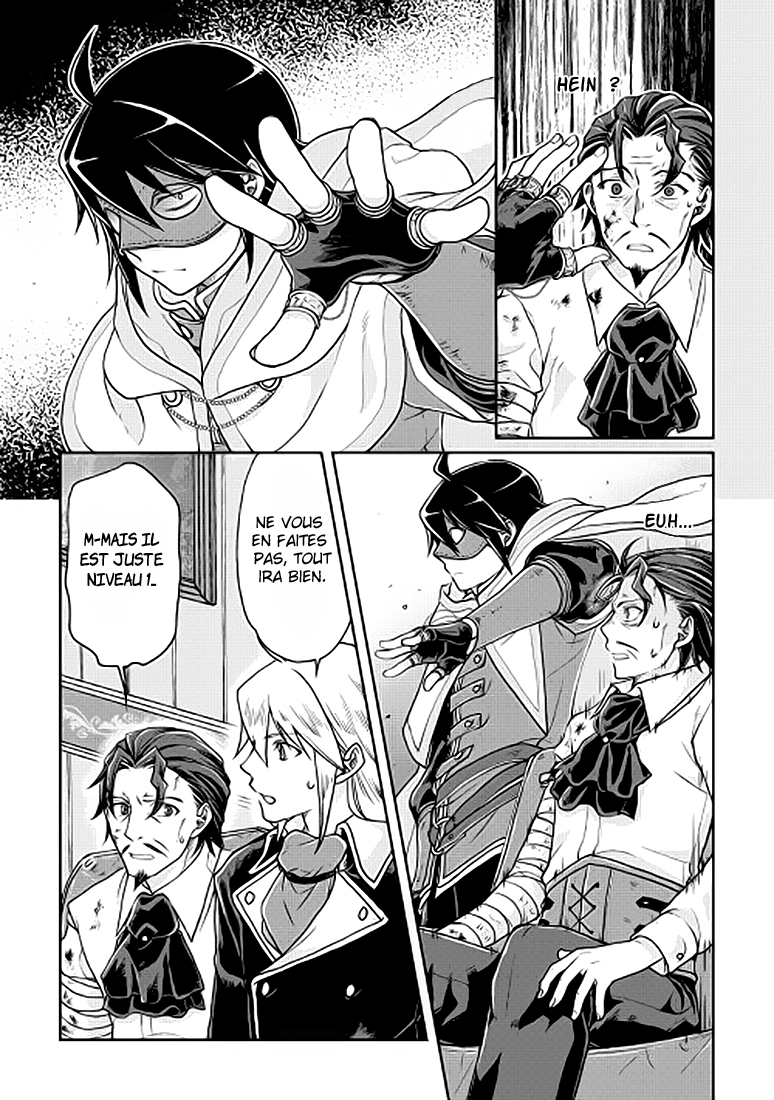 HEIN ?
EUH...
NE VOUS
EN FAITES
PAS, TOUT
IRA BIEN.
M-MAIS IL
EST JUSTE
NIVEAU 1..